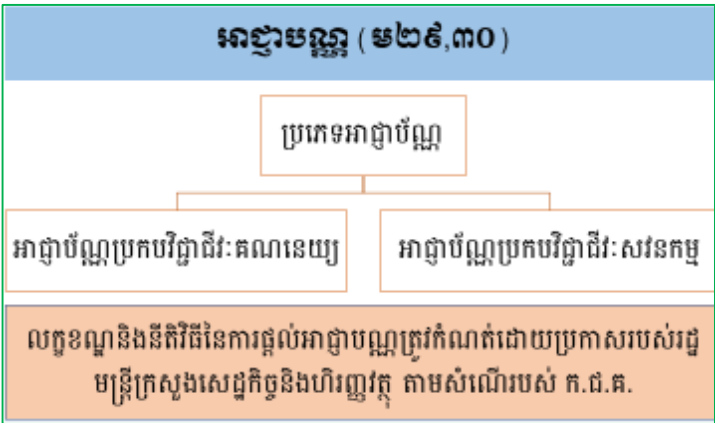 អាជ្ញាបណ្ណ (ម២៩,៣០)
ប្រភេទអាជ្ញាប័ណ្ណ
អាជ្ញាប័ណ្ណប្រកបវិជ្ជាជីវៈគណនេយ្យ
អាជ្ញាប័ណ្ណប្រកបវិជ្ជាជីវៈសវនកម្ម
លក្ខខណ្ឌនិងនីតិវិធីនៃការផ្តល់អាជ្ញាបណ្ណត្រូវកំណត់ដោយប្រកាសរបស់រដ្ឋ
មន្ត្រីក្រសួងសេដ្ឋកិច្ចនិងហិរញ្ញវត្ថុ តាមសំណើរបស់ ក.ជ.គ.